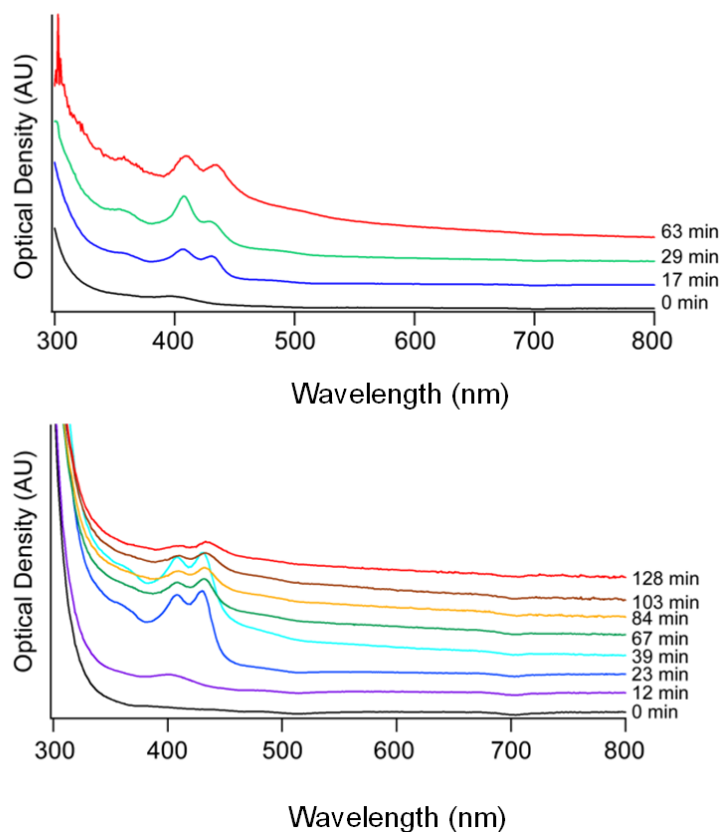 Optical Density (AU)
63 min
29 min
17 min
0 min
300 400 500 600 700 800
Wavelength (nm)
Optical Density (AU)
128 min
103 min
84 min
67 min
39 min
23 min
12 min
0 min
300 400 500 600 700 800
Wavelength (nm)